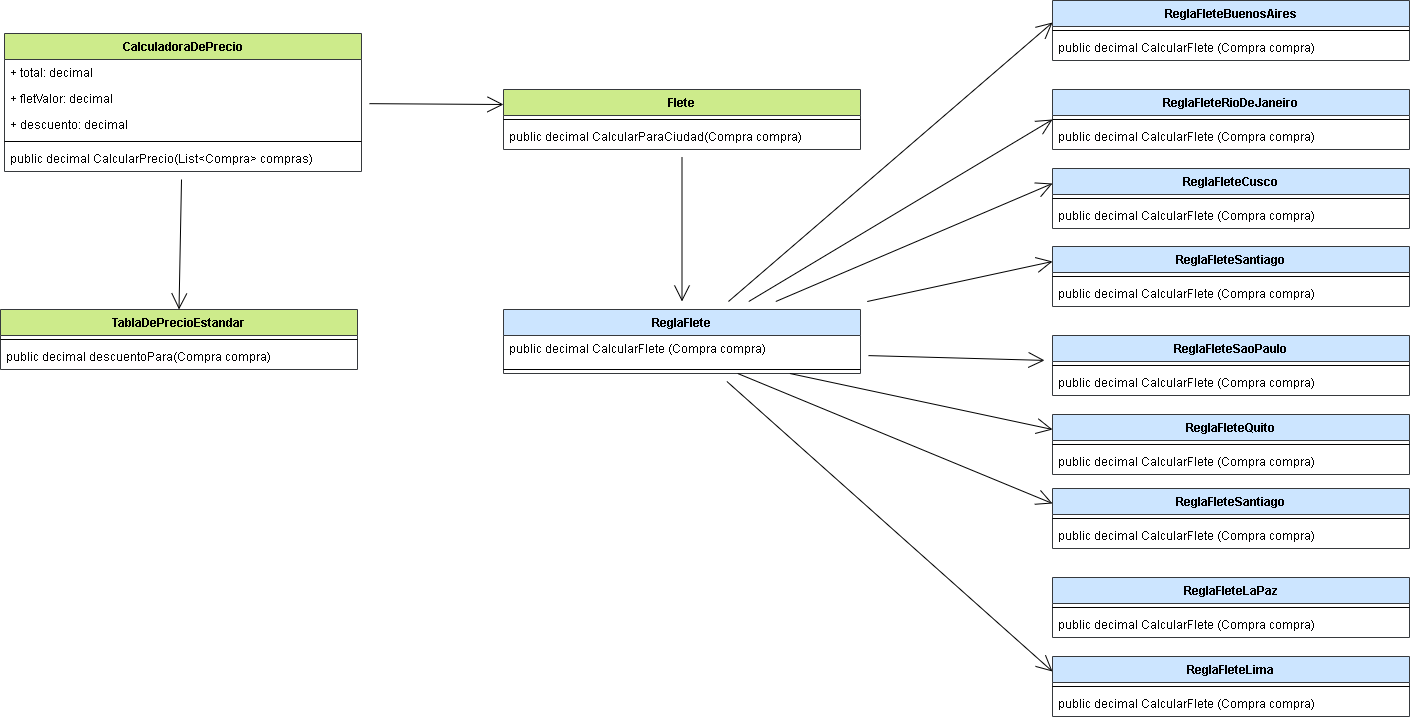 CalculadoraDePrecio
+ total: decimal
+ fletValor: decimal
+ descuento: decimal
public decimal CalcularPrecio(List<Compra> compras)
TablaDePrecioEstandar
public decimal descuentoPara(Compra compra)
Flete
public decimal CalcularParaCiudad(Compra compra)
ReglaFlete
public decimal CalcularFlete (Compra compra)
ReglaFleteBuenosAires
public decimal CalcularFlete (Compra compra)
ReglaFleteRioDeJaneiro
public decimal CalcularFlete (Compra compra)
ReglaFleteCusco
public decimal CalcularFlete (Compra compra)
ReglaFleteSantiago
public decimal CalcularFlete (Compra compra)
ReglaFleteSaoPaulo
public decimal CalcularFlete (Compra compra)
ReglaFleteQuito
public decimal CalcularFlete (Compra compra)
ReglaFleteSantiago
public decimal CalcularFlete (Compra compra)
ReglaFleteLaPaz
public decimal CalcularFlete (Compra compra)
ReglaFleteLima
public decimal CalcularFlete (Compra compra)